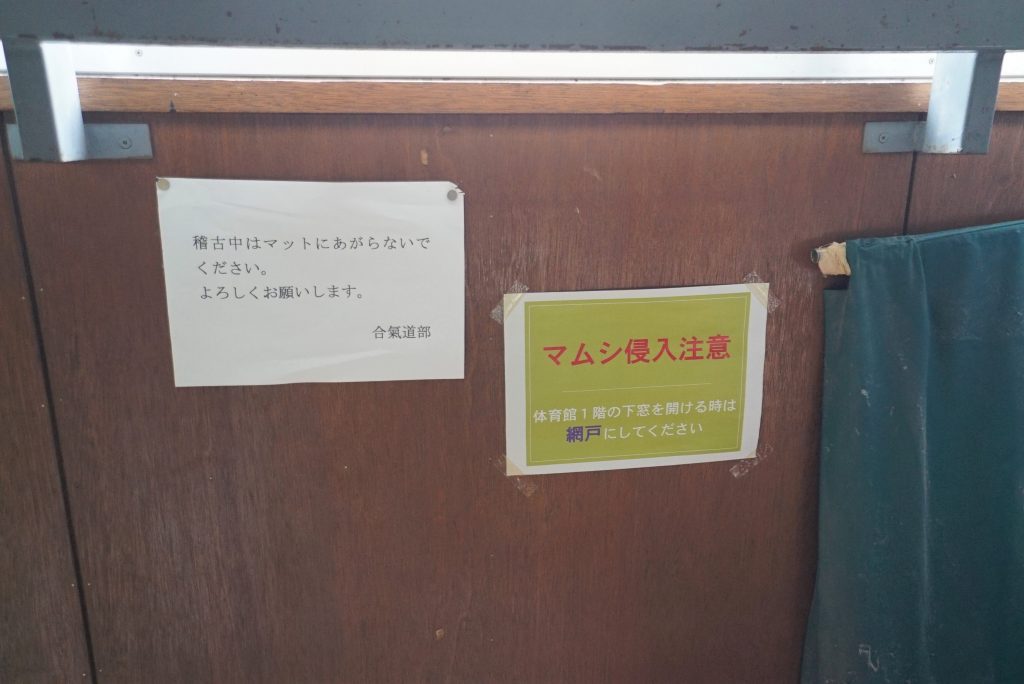 稽古中はマットにあがらないで
ください。
よろしくお願いします。
合氣道部
マムシ侵入注意
体育館1階の下窓を開ける時は
網戸にしてください